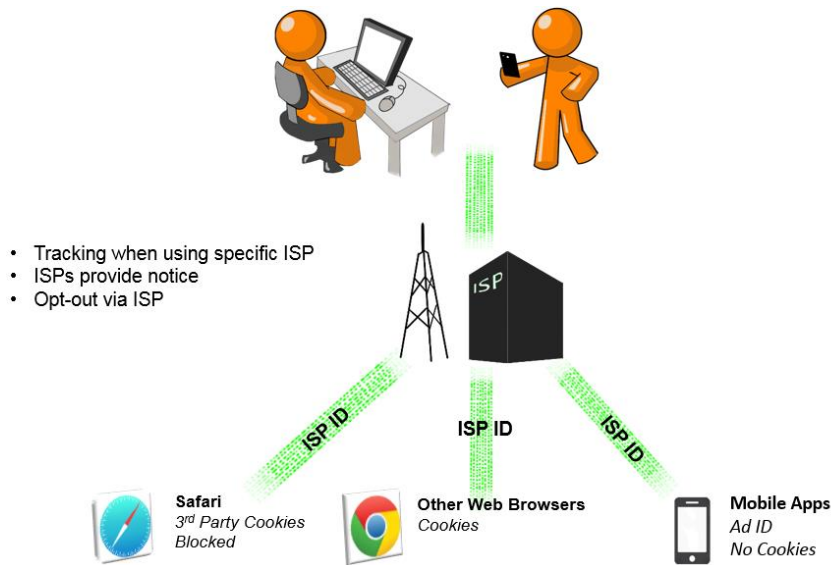 • Tracking when using specific ISP
• ISPs provide notice
• Opt-out via ISP
ISP
ISP ID
ISP ID
ISP ID
Safari
3rd Party Cookies
Blocked
Other Web Browsers
Cookies
Mobile Apps
Ad ID
No Cookies